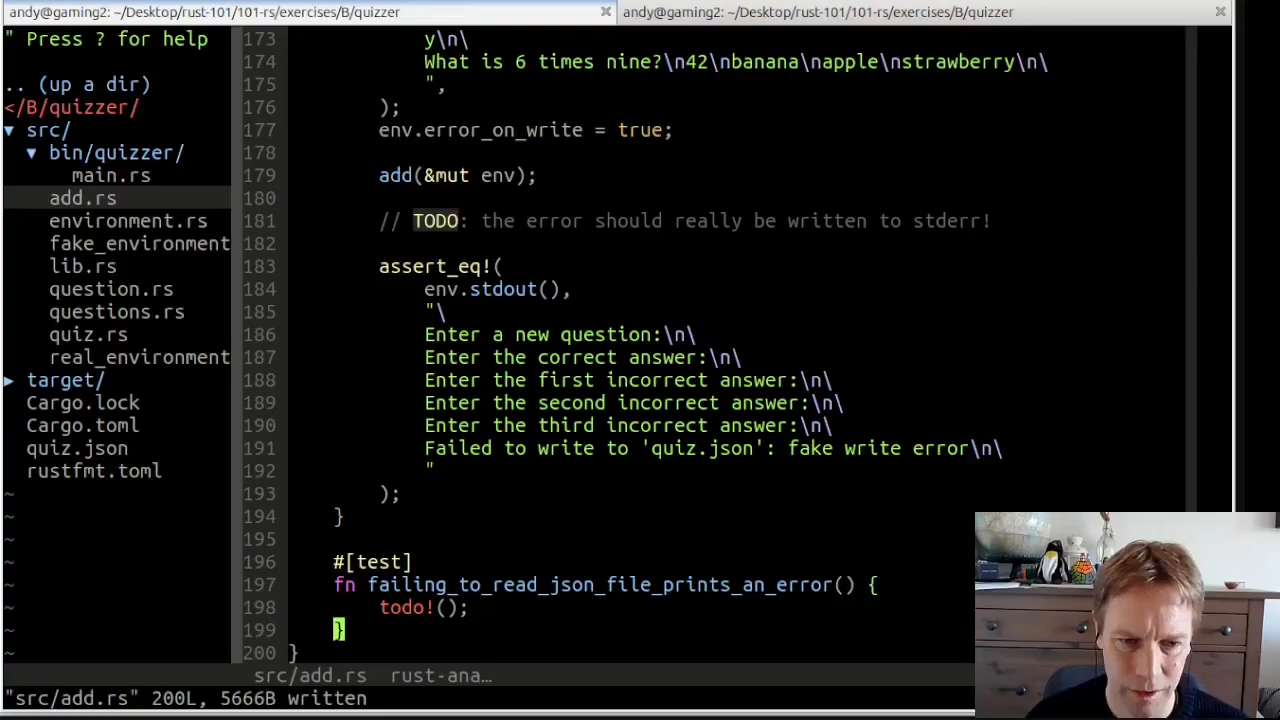 andy@gaming2: ~/Desktop/rust-101/101-rs/exercises/B/quizzer
andy@gaming2: ~/Desktop/rust-101/101-rs/exercises/B/quizzer
" Press ? for help
.. (up a dir)
</B/quizzer/
▼ src/
▼ bin/quizzer/
main.rs
add.rs
environment.rs
fake_environment
lib.rs
question.rs
questions.rs
quiz.rs
real_environment
▶ target/
Cargo.lock
Cargo.toml
quiz.json
rustfmt.toml
~
~
~
~
~
~
~
~
173 y\n\
174 What is 6 times nine?\n42\nbanana\napple\nstrawberry\n\
175 ",
176 );
177 env.error_on_write = true;
178
179 add(&mut env);
180
181 // TODO: the error should really be written to stderr!
182
183 assert_eq!(
184 env.stdout(),
185 "\
186 Enter a new question:\n\
187 Enter the correct answer:\n\
188 Enter the first incorrect answer:\n\
189 Enter the second incorrect answer:\n\
190 Enter the third incorrect answer:\n\
191 Failed to write to 'quiz.json': fake write error\n\
192 "
193 );
194 }
195
196 #[test]
197 fn failing_to_read_json_file_prints_an_error() {
198 todo!();
199 }
200 }
src/add.rs rust-ana…
"src/add.rs" 200L, 5666B written